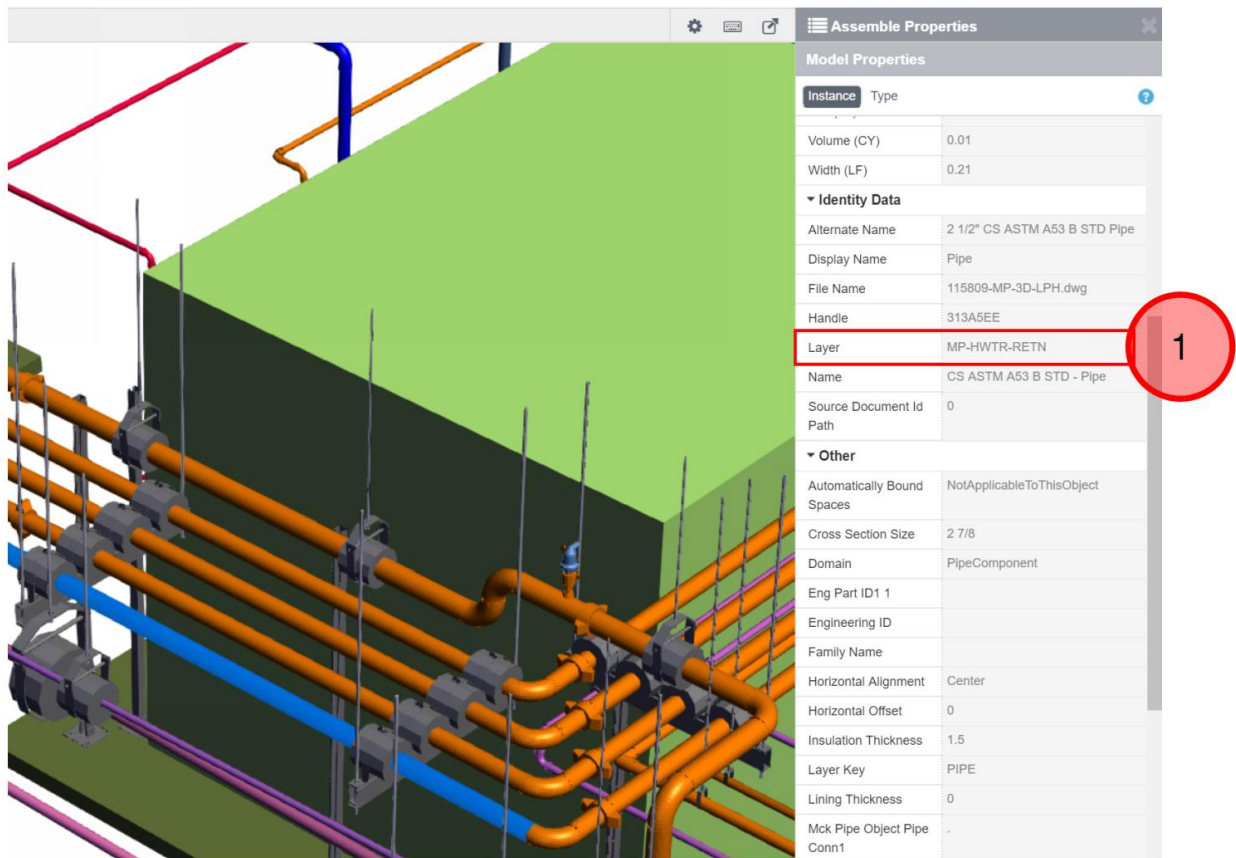 Assemble Properties
Model Properties
Instance Type
Volume (CY) 0.01
Width (LF) 0.21
Identity Data
Alternate Name 2 1/2" CS ASTM A53 B STD Pipe
Display Name Pipe
File Name 115809-MP-3D-LPH.dwg
Handle 313A5EE
Layer MP-HWTR-RETN
1
Name CS ASTM A53 B STD - Pipe
Source Document Id 0
Path
Other
Automatically Bound NotApplicableToThisObject
Spaces
Cross Section Size 2 7/8
Domain PipeComponent
Eng Part ID1 1
Engineering ID
Family Name
Horizontal Alignment Center
Horizontal Offset 0
Insulation Thickness 1.5
Layer Key PIPE
Lining Thickness 0
Mck Pipe Object Pipe .
Conn1